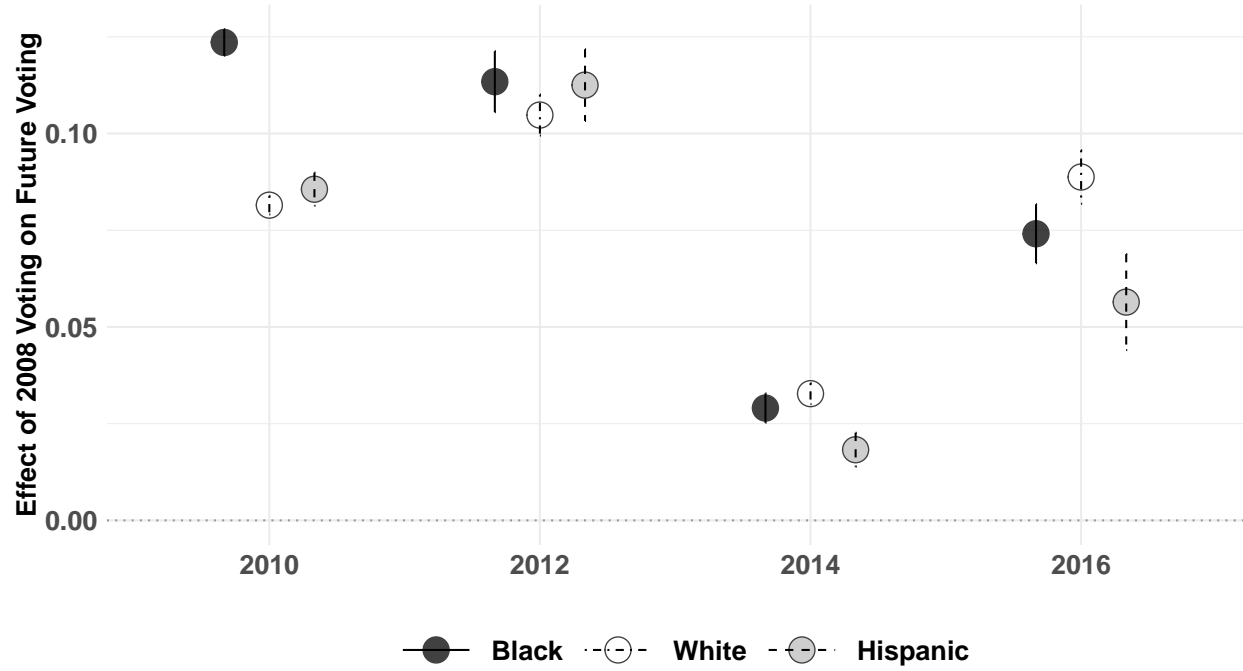 Effect of 2008 Voting on Future Voting
0.10
0.05
0.00
2010 2012 2014 2016
Black White Hispanic